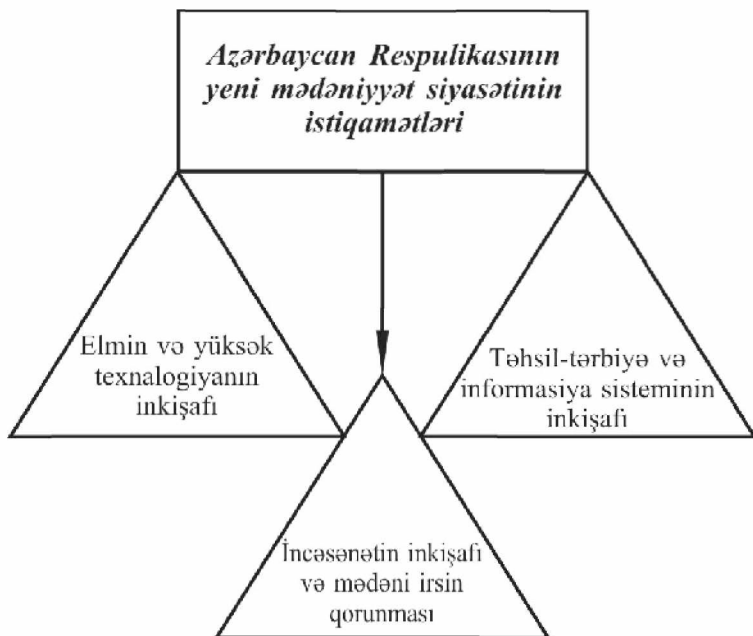 Azərbaycan Respulikasının
yeni mədəniyyət siyasətinin
istiqamətləri
Elmin və yüksək
texnalogiyanın
inkişafı
Təhsil-tərbiyə və
informasiya sisteminin
inkişafı
İncəsənətin inkişafı
və mədəni irsin
qorunması